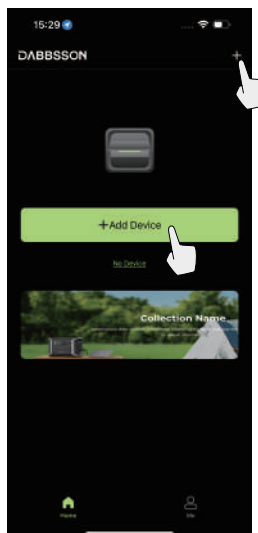 15:29
DABBSSON
+
+Add Device
No Device
Collection Name
Home
Me